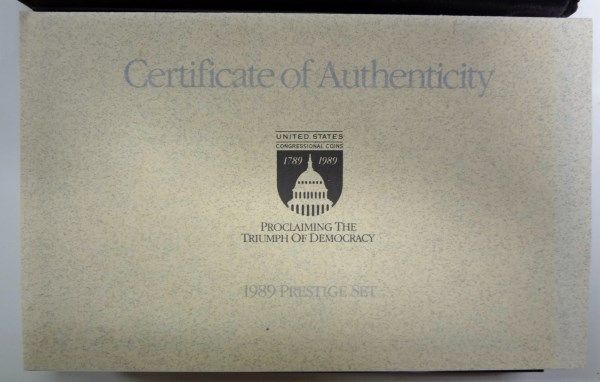 Certificate of Authenticity
UNITED STATES
CONGRESSIONAL COINS
1789 1989
PROCLAIMING THE
TRIUMPH OF DEMOCRACY
1989 PRESTIGE SET